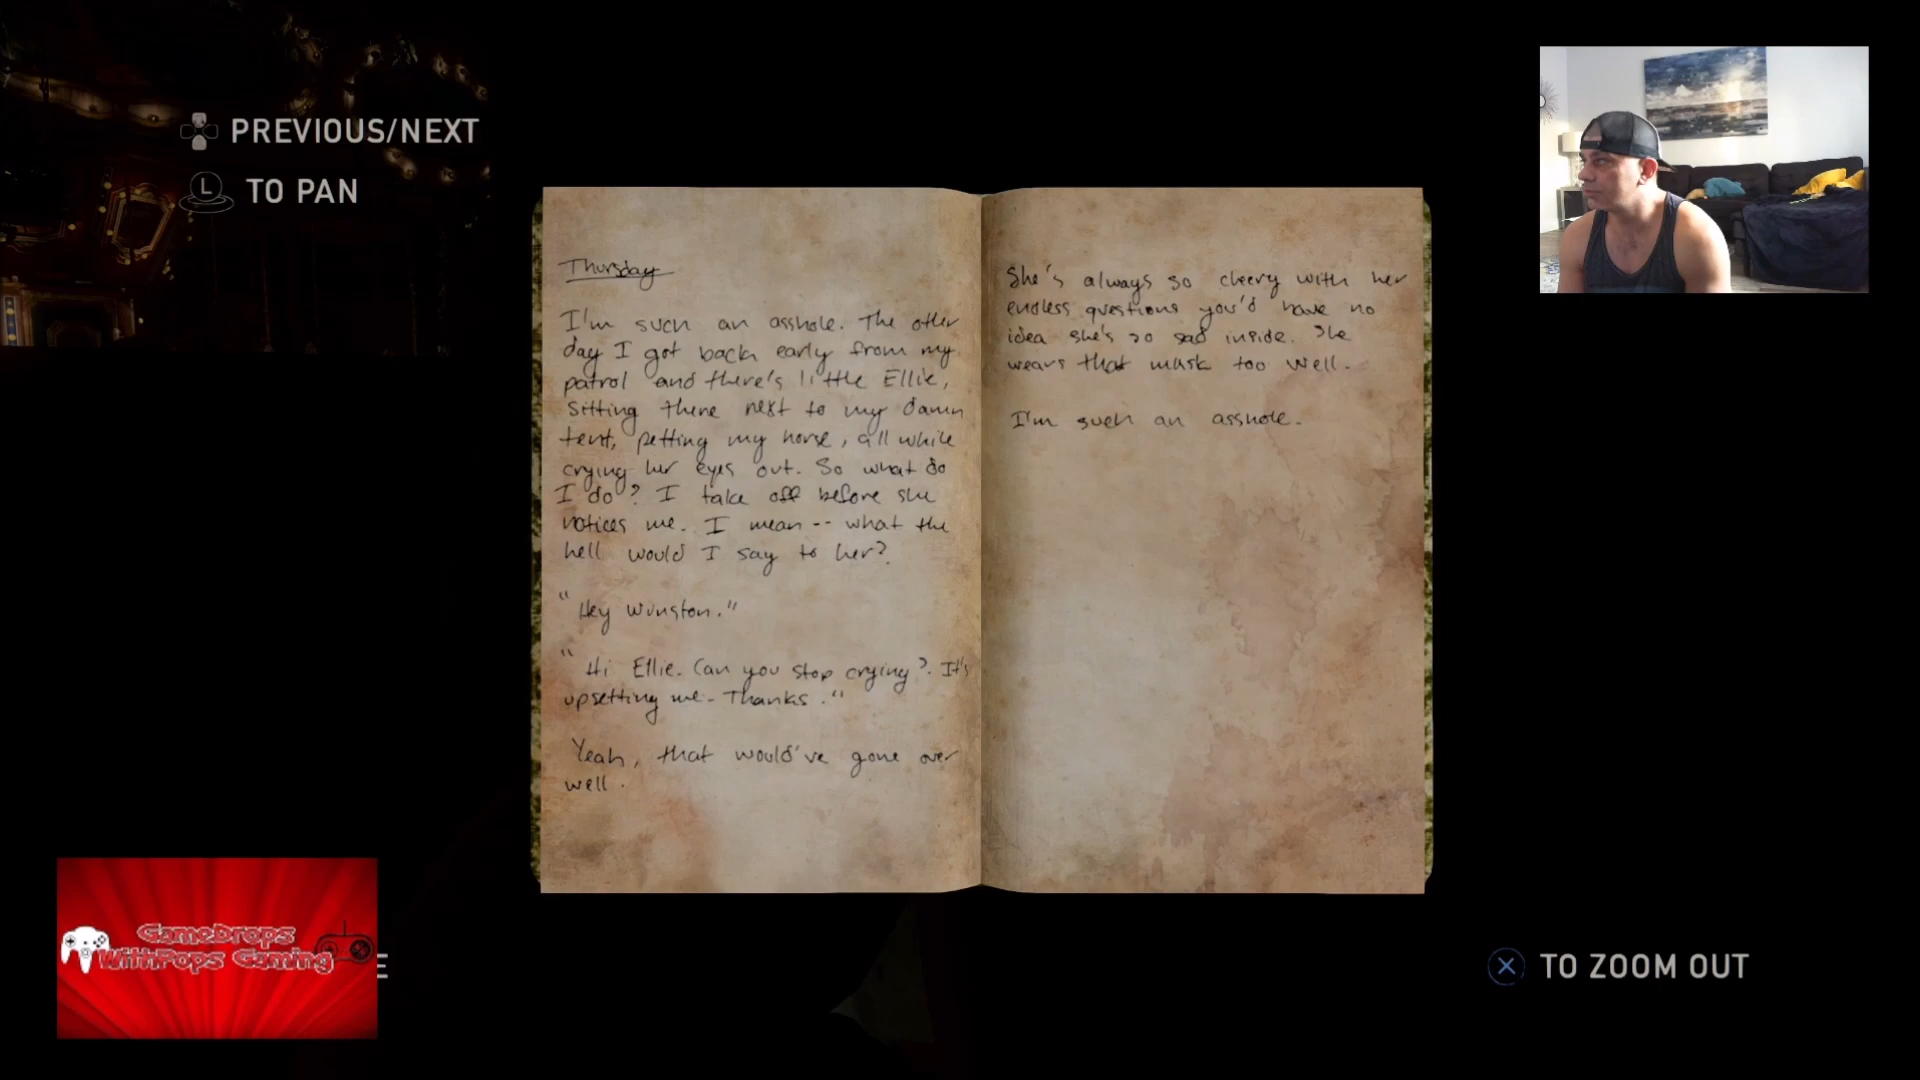 PREVIOUS/NEXT
L TO PAN
Thursday
I'm such an asshole. The other
day I got back early from my
patrol and there's little Ellie,
sitting there next to my damn
tent, petting my horse, all while
crying her eyes out. So what do
I do? I take off before she
notices me. I mean -- what the
hell would I say to her?
"Hey Winston."
"Hi Ellie. Can you stop crying? It's
upsetting me. Thanks."
Yeah, that would've gone over
well.
She's always so cheery with her
endless questions you'd have no
idea she's so sad inside. She
wears that mask too well.
I'm such an asshole.
GameDrops
WithPops Gaming
E
TO ZOOM OUT